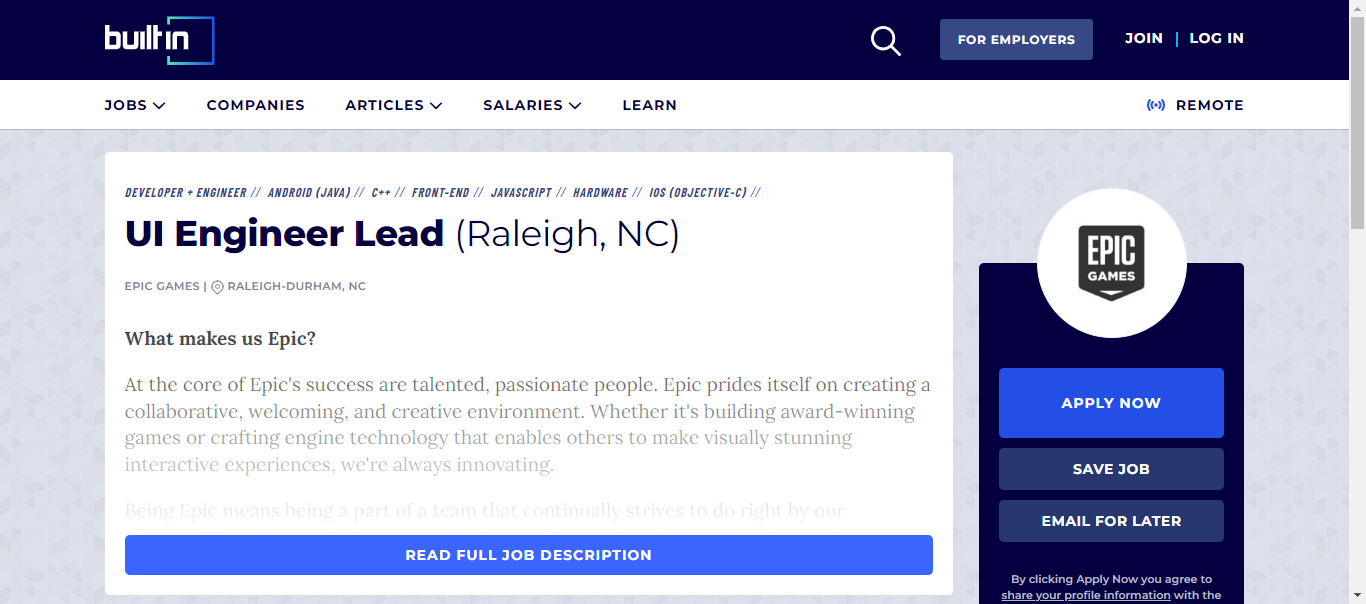 built in
FOR EMPLOYERS
JOIN | LOG IN
JOBS
COMPANIES
ARTICLES
SALARIES
LEARN
REMOTE
DEVELOPER + ENGINEER // ANDROID (JAVA) // C++ // FRONT-END // JAVASCRIPT // HARDWARE // IOS (OBJECTIVE-C) //
UI Engineer Lead (Raleigh, NC)
EPIC GAMES | RALEIGH-DURHAM, NC
What makes us Epic?
At the core of Epic's success are talented, passionate people. Epic prides itself on creating a
collaborative, welcoming, and creative environment. Whether it's building award-winning
games or crafting engine technology that enables others to make visually stunning
interactive experiences, we're always innovating.
Being Epic means being a part of a team that continually strives to do right by our
READ FULL JOB DESCRIPTION
EPIC
GAMES
APPLY NOW
SAVE JOB
EMAIL FOR LATER
By clicking Apply Now you agree to
share your profile information with the